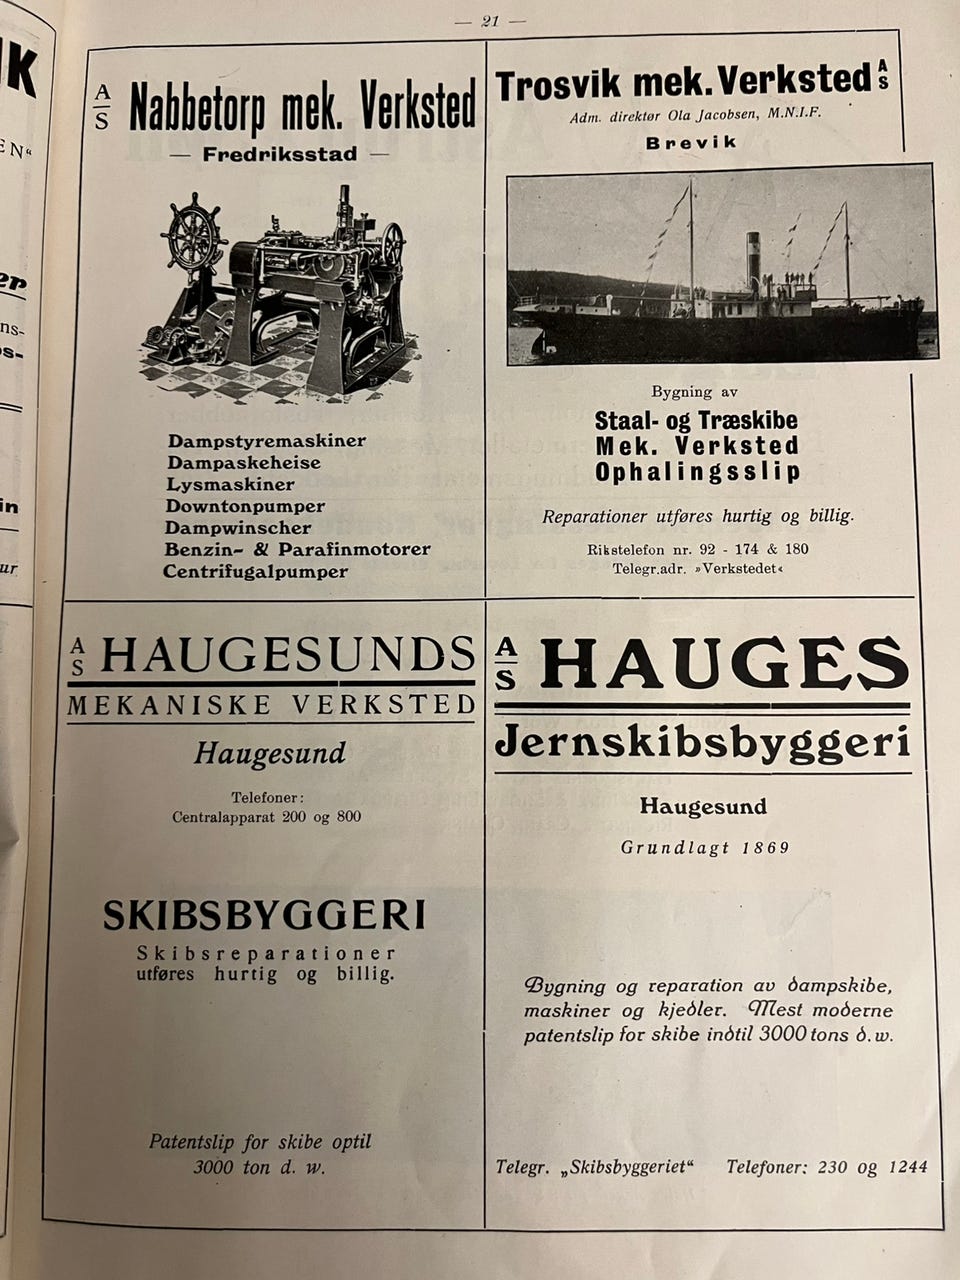 — 21 —
A/S Nabbetorp mek. Verksted
— Fredriksstad —
Dampstyremaskiner
Dampaskeheise
Lysmaskiner
Downtonpumper
Dampwinscher
Benzin- & Parafinmotorer
Centrifugalpumper
Trosvik mek. Verksted A/S
Adm. direktør Ola Jacobsen, M.N.I.F.
Brevik
Bygning av
Staal- og Træskibe
Mek. Verksted
Ophalingsslip
Reparationer utføres hurtig og billig.
Rikstelefon nr. 92 - 174 & 180
Telegr.adr. »Verkstedet«
A/S HAUGESUNDS
MEKANISKE VERKSTED
Haugesund
Telefoner:
Centralapparat 200 og 800
SKIBSBYGGERI
Skibsreparationer
utføres hurtig og billig.
Patentslip for skibe optil
3000 ton d. w.
A/S HAUGES
Jernskibsbyggeri
Haugesund
Grundlagt 1869
Bygning og reparation av dampskibe,
maskiner og kjedler. Mest moderne
patentslip for skibe indtil 3000 tons d. w.
Telegr. „Skibsbyggeriet“ Telefoner: 230 og 1244